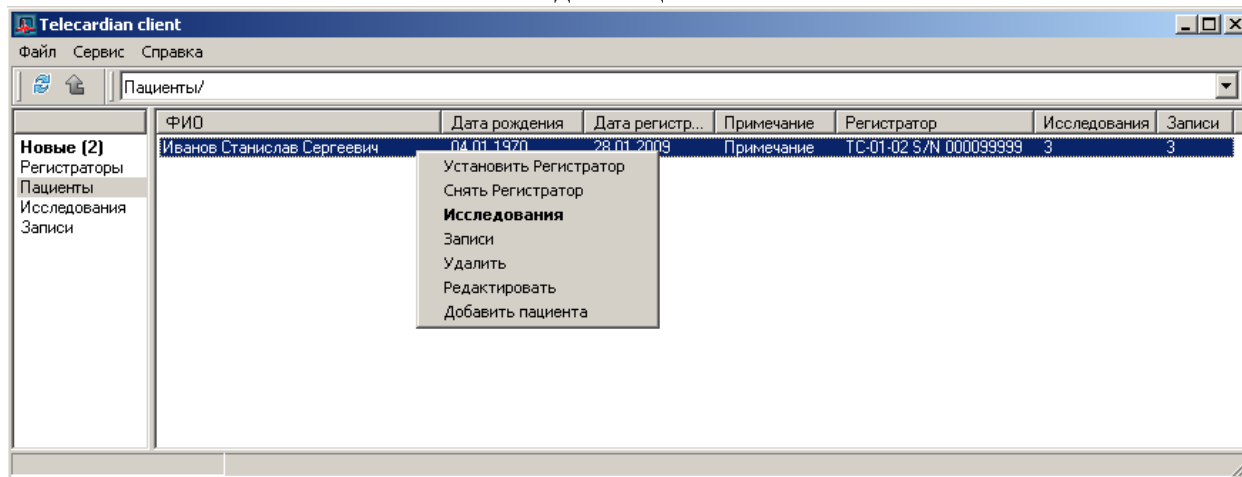 Telecardian client
Файл Сервис Справка
Пациенты/
ФИО Дата рождения Дата регистр... Примечание Регистратор Исследования Записи
Новые (2)
Регистраторы
Пациенты
Исследования
Записи
Иванов Станислав Сергеевич 04.01.1970 28.01.2009 Примечание ТС-01-02 S/N 000099999 3 3
Установить Регистратор
Снять Регистратор
Исследования
Записи
Удалить
Редактировать
Добавить пациента